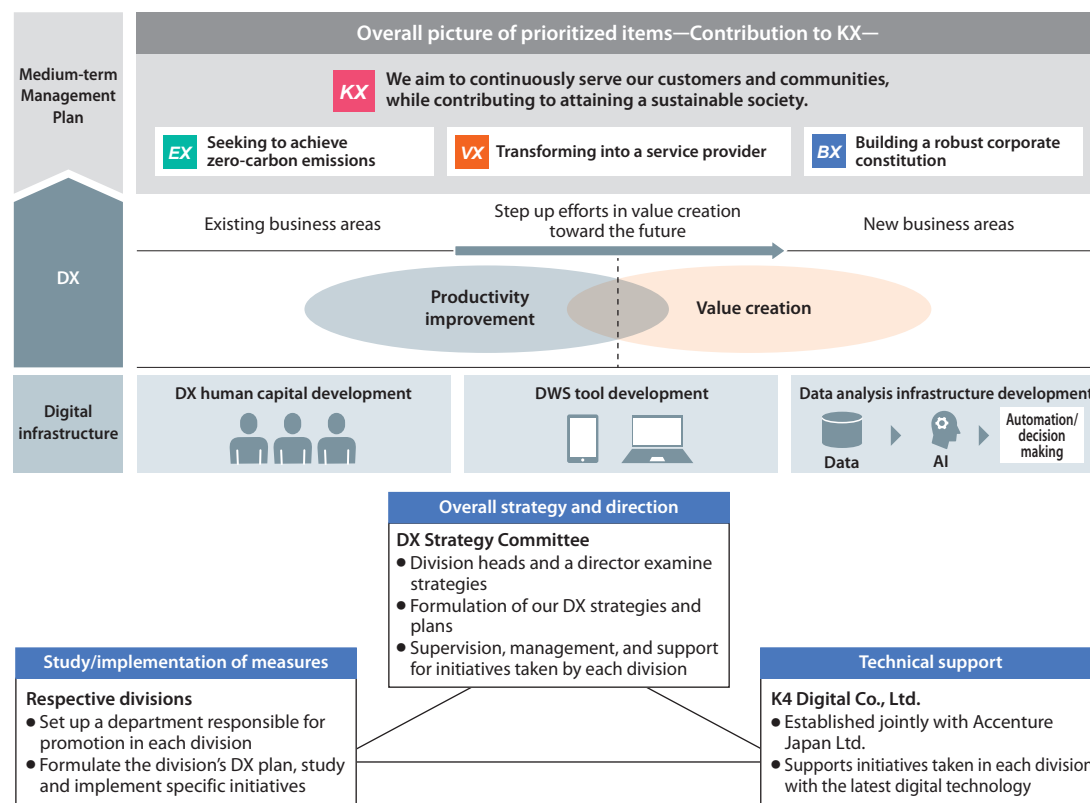 Overall picture of prioritized items—Contribution to KX—
Medium-term
Management
Plan
KX
We aim to continuously serve our customers and communities,
while contributing to attaining a sustainable society.
EX
Seeking to achieve
zero-carbon emissions
VX
Transforming into a service provider
BX
Building a robust corporate
constitution
DX
Existing business areas
Step up efforts in value creation
toward the future
New business areas
Productivity
improvement
Value creation
Digital
infrastructure
DX human capital development
DWS tool development
Data analysis infrastructure development
Data
AI
Automation/
decision
making
Overall strategy and direction
DX Strategy Committee
● Division heads and a director examine
strategies
● Formulation of our DX strategies and
plans
● Supervision, management, and support
for initiatives taken by each division
Study/implementation of measures
Respective divisions
● Set up a department responsible for
promotion in each division
● Formulate the division's DX plan, study
and implement specific initiatives
Technical support
K4 Digital Co., Ltd.
● Established jointly with Accenture
Japan Ltd.
● Supports initiatives taken in each division
with the latest digital technology